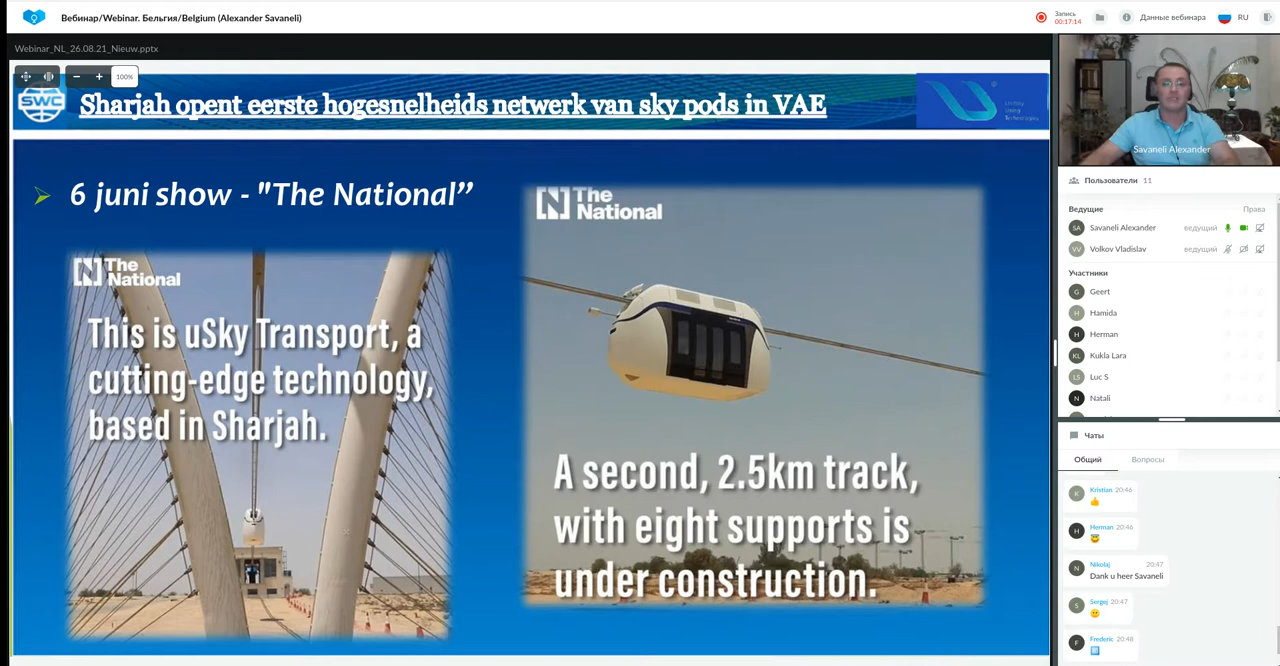 Вебинар/Webinar. Бельгия/Belgium (Alexander Savaneli)
Запись
00:17:14
Данные вебинара
RU
Webinar_NL_26.08.21_Nieuw.pptx
100%
SWC
Sharjah opent eerste hogesnelheids netwerk van sky pods in VAE
6 juni show - "The National”
The
National
This is uSky Transport, a
cutting-edge technology,
based in Sharjah.
The
National
A second, 2.5km track,
with eight supports is
under construction.
Savaneli Alexander
Пользователи 11
Ведущие Права
SA Savaneli Alexander ведущий
VV Volkov Vladislav ведущий
Участники
G Geert
H Hamida
H Herman
KL Kukla Lara
LS Luc S
N Natali
Чаты
Общий Вопросы
K Kristian 20:46
H Herman 20:46
N Nikolaj 20:47
Dank u heer Savaneli
S Sergej 20:47
F Frederic 20:48